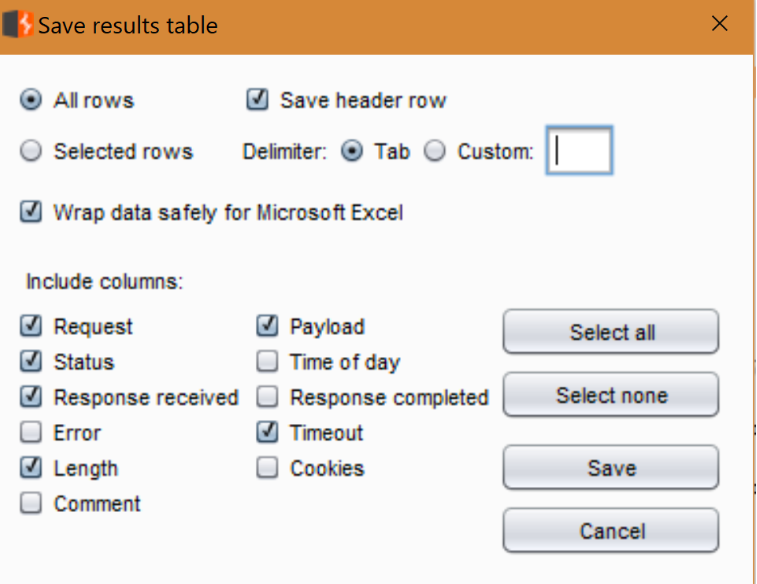 Save results table
All rows Save header row
Selected rows Delimiter: Tab Custom:
Wrap data safely for Microsoft Excel
Include columns:
Request Payload Select all
Status Time of day
Response received Response completed Select none
Error Timeout
Length Cookies Save
Comment Cancel